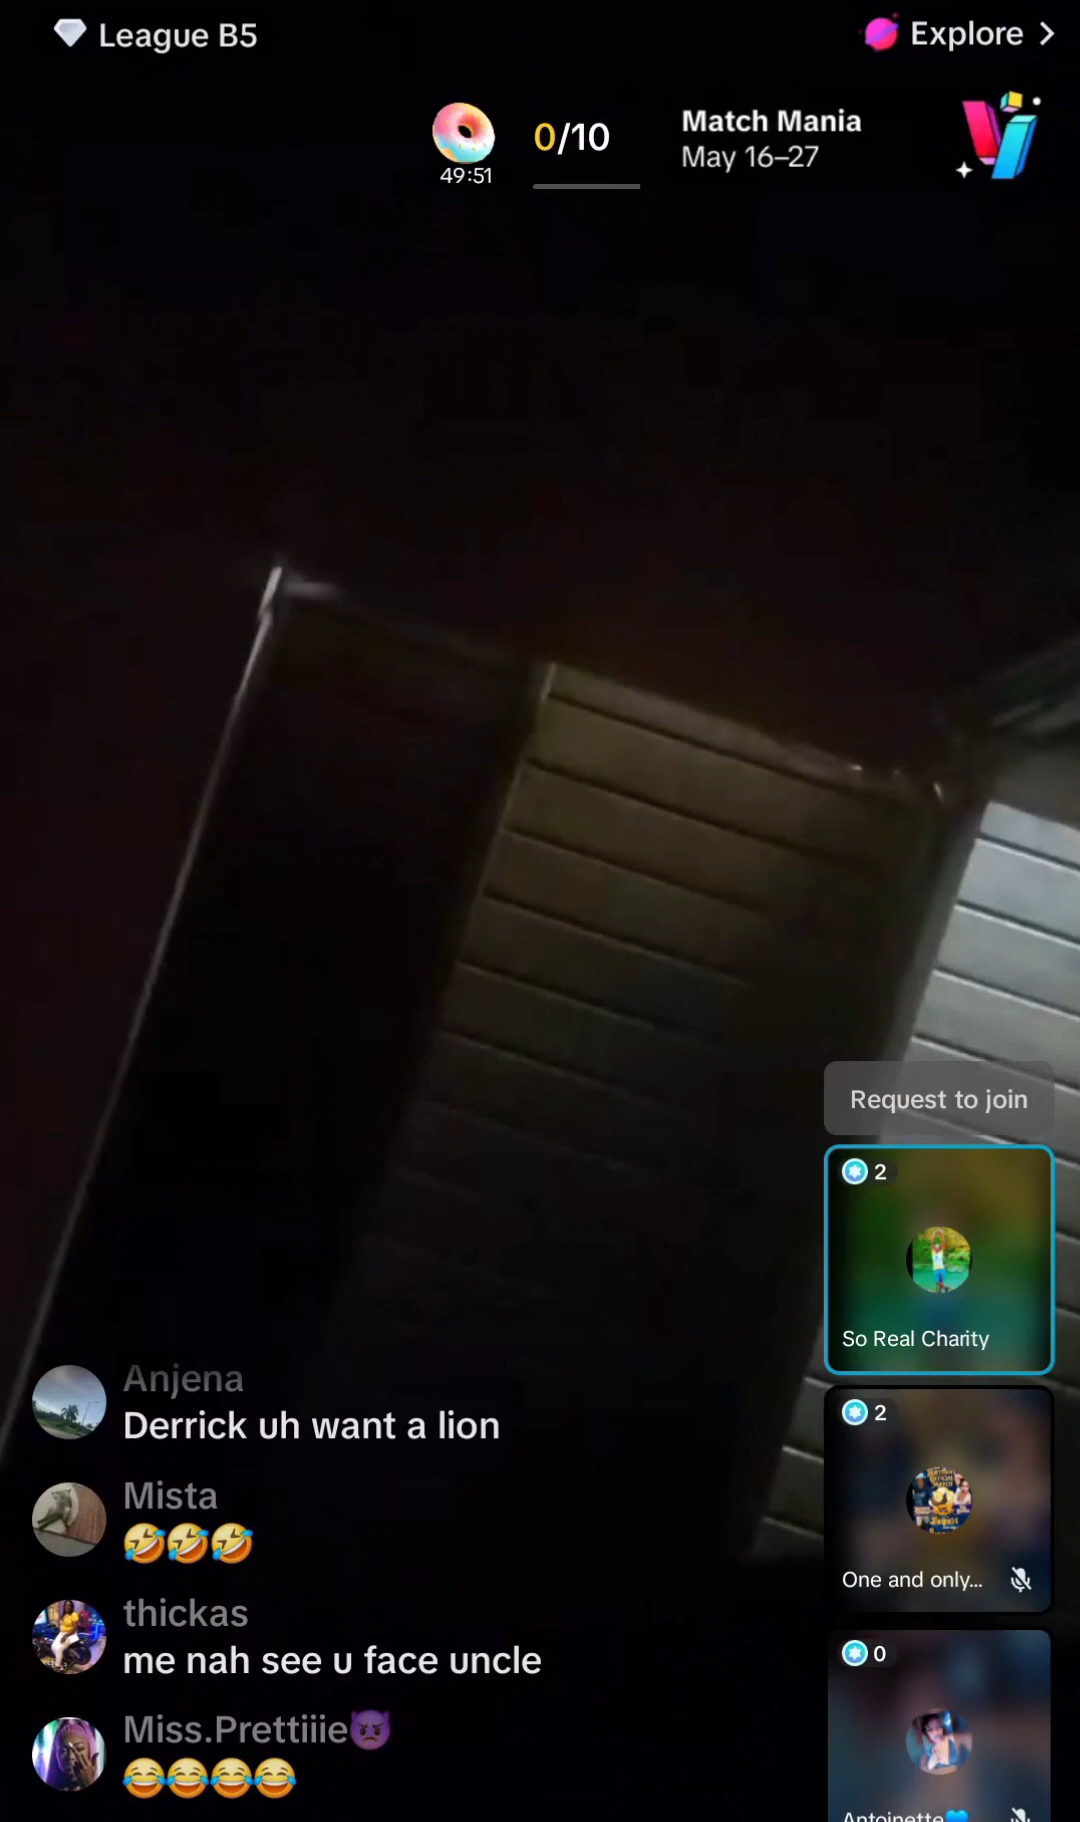 League B5
Explore
49:51
0/10
Match Mania
May 16–27
Request to join
2
So Real Charity
2
One and only...
0
Antoinette💙
Anjena
Derrick uh want a lion
Mista
🤣🤣🤣
thickas
me nah see u face uncle
Miss.Prettiiie👿
😂😂😂😂